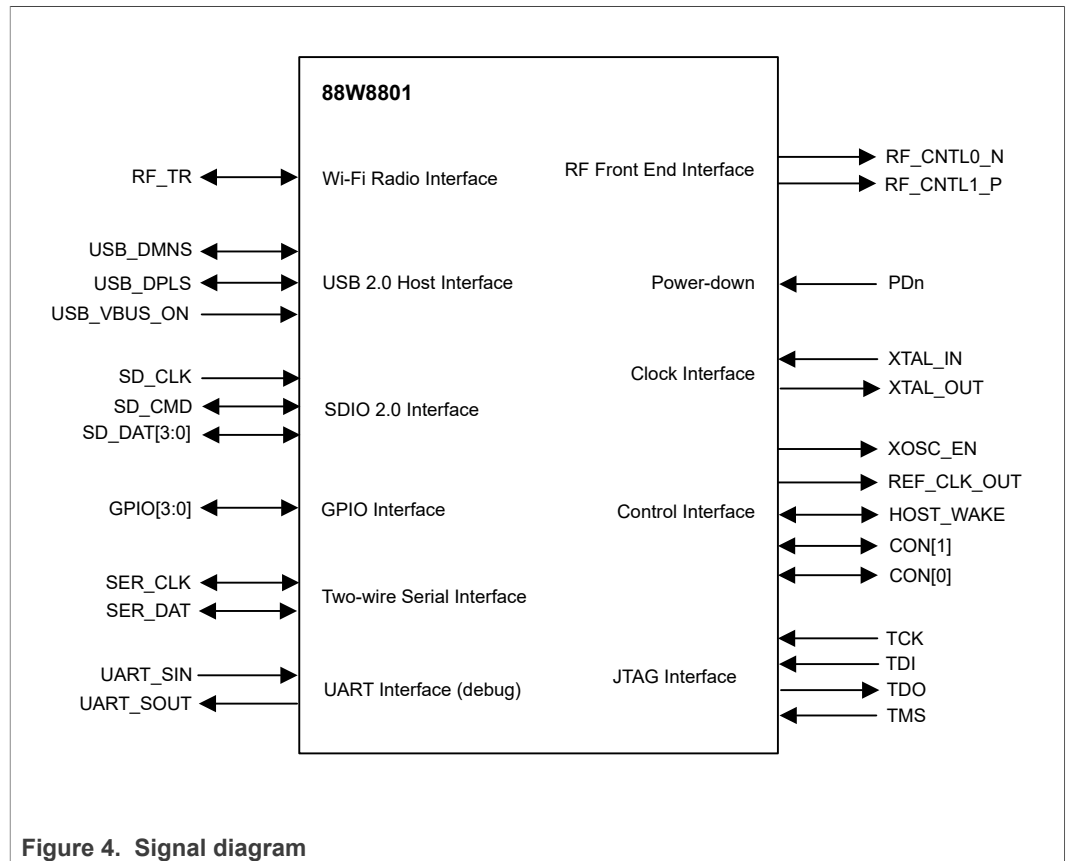 88W8801
RF_TR
Wi-Fi Radio Interface
USB_DMNS
USB_DPLS
USB_VBUS_ON
USB 2.0 Host Interface
SD_CLK
SD_CMD
SD_DAT[3:0]
SDIO 2.0 Interface
GPIO[3:0]
GPIO Interface
SER_CLK
SER_DAT
Two-wire Serial Interface
UART_SIN
UART_SOUT
UART Interface (debug)
RF Front End Interface
RF_CNTL0_N
RF_CNTL1_P
Power-down
PDn
Clock Interface
XTAL_IN
XTAL_OUT
Control Interface
XOSC_EN
REF_CLK_OUT
HOST_WAKE
CON[1]
CON[0]
JTAG Interface
TCK
TDI
TDO
TMS
Figure 4. Signal diagram